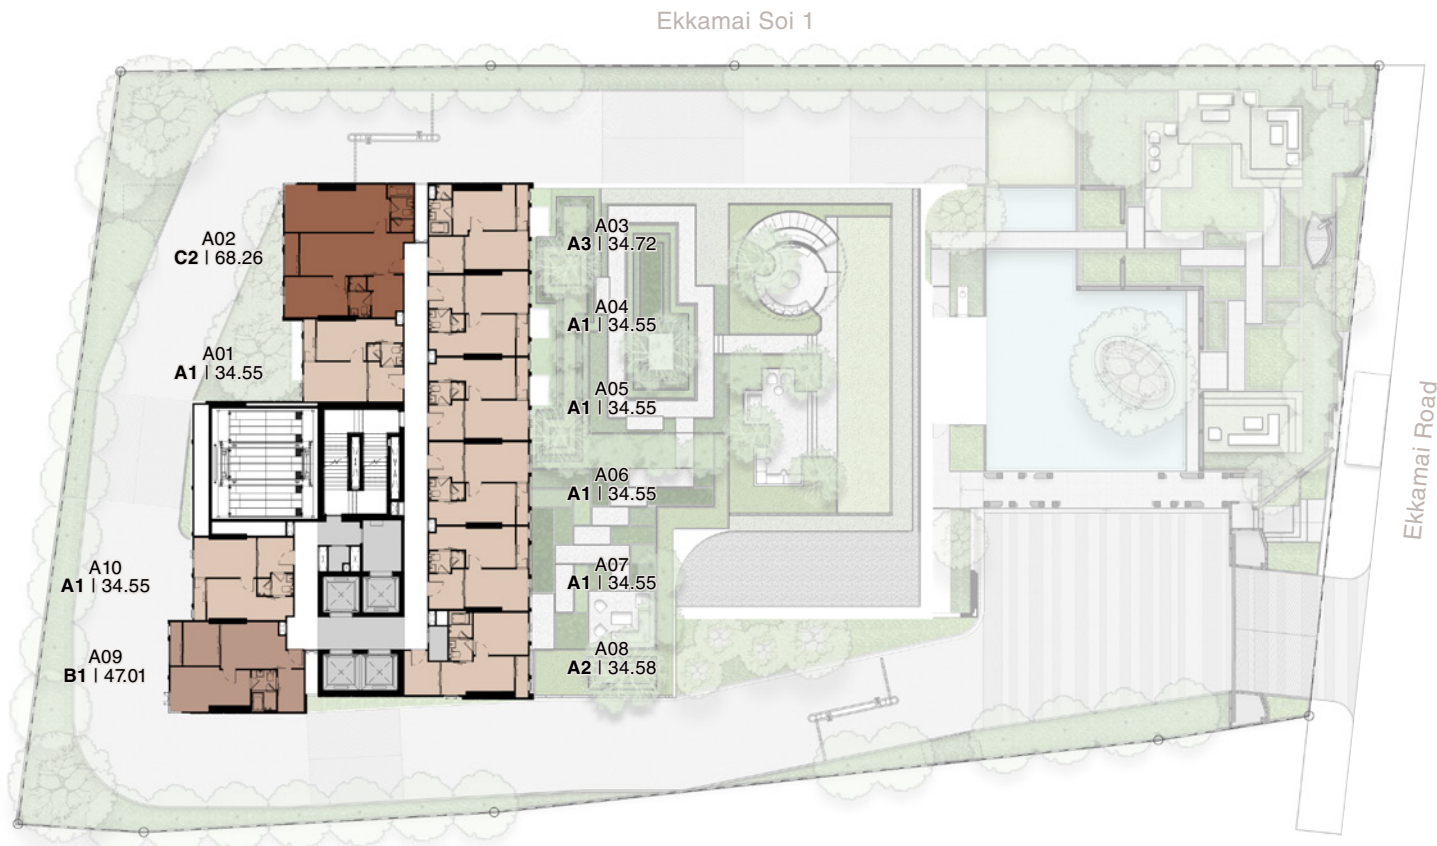 Ekkamai Soi 1
A02
C2 | 68.26
A03
A3 | 34.72
A04
A1 | 34.55
A01
A1 | 34.55
A05
A1 | 34.55
Ekkamai Road
A06
A1 | 34.55
A10
A1 | 34.55
A07
A1 | 34.55
A09
B1 | 47.01
A08
A2 | 34.58